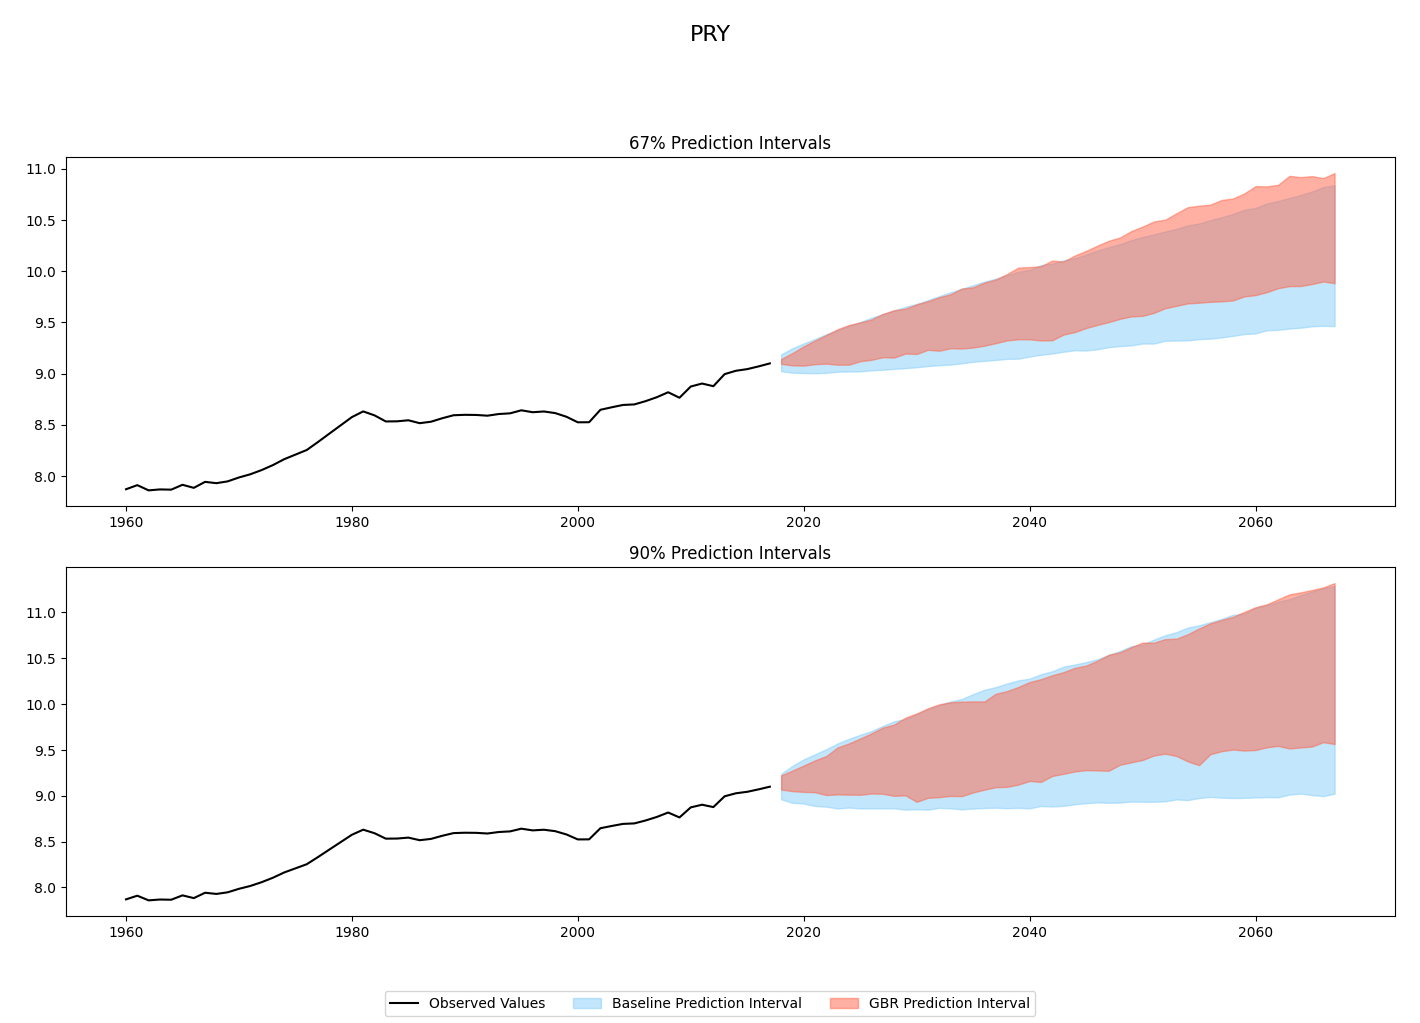 PRY
67% Prediction Intervals
11.0
10.5
10.0
9.5
9.0
8.5
8.0
1960 1980 2000 2020 2040 2060
90% Prediction Intervals
11.0
10.5
10.0
9.5
9.0
8.5
8.0
1960 1980 2000 2020 2040 2060
Observed Values Baseline Prediction Interval GBR Prediction Interval